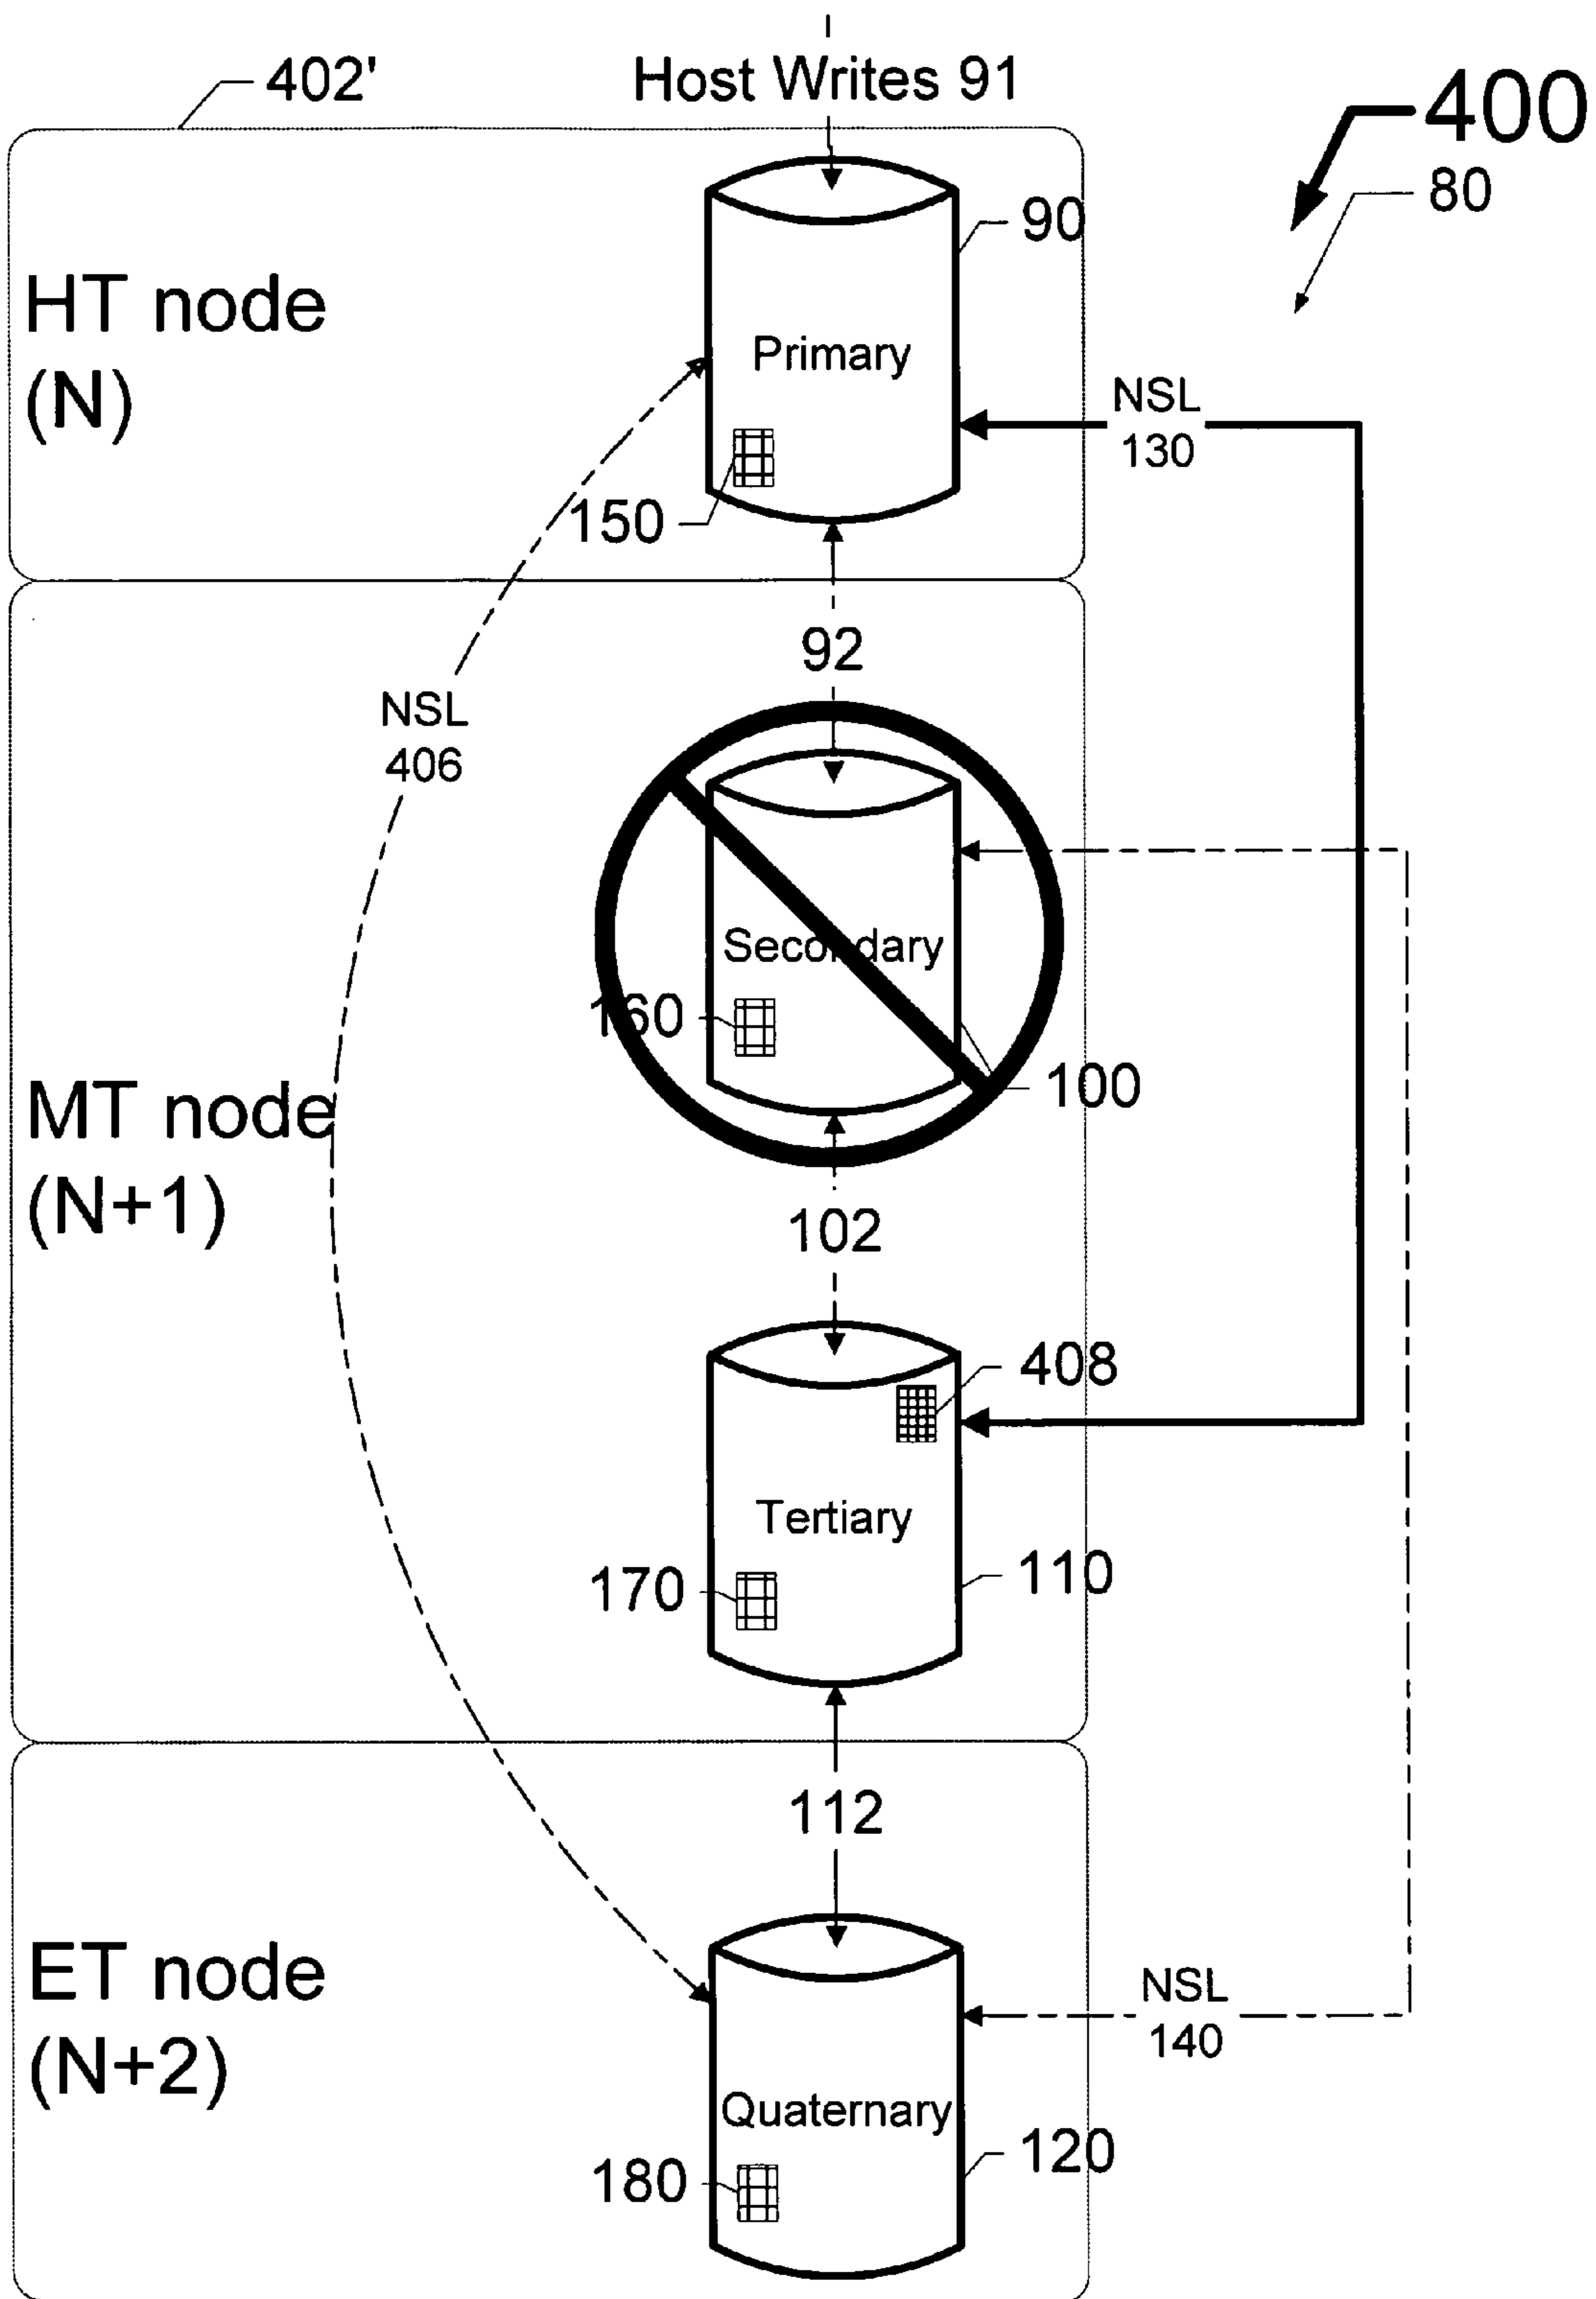 402'
Host Writes 91
400
80
90
HT node
(N)
Primary
NSL
130
150
92
NSL
406
Secondary
160
100
MT node
(N+1)
102
408
Tertiary
170
110
112
ET node
(N+2)
NSL
140
Quaternary
120
180